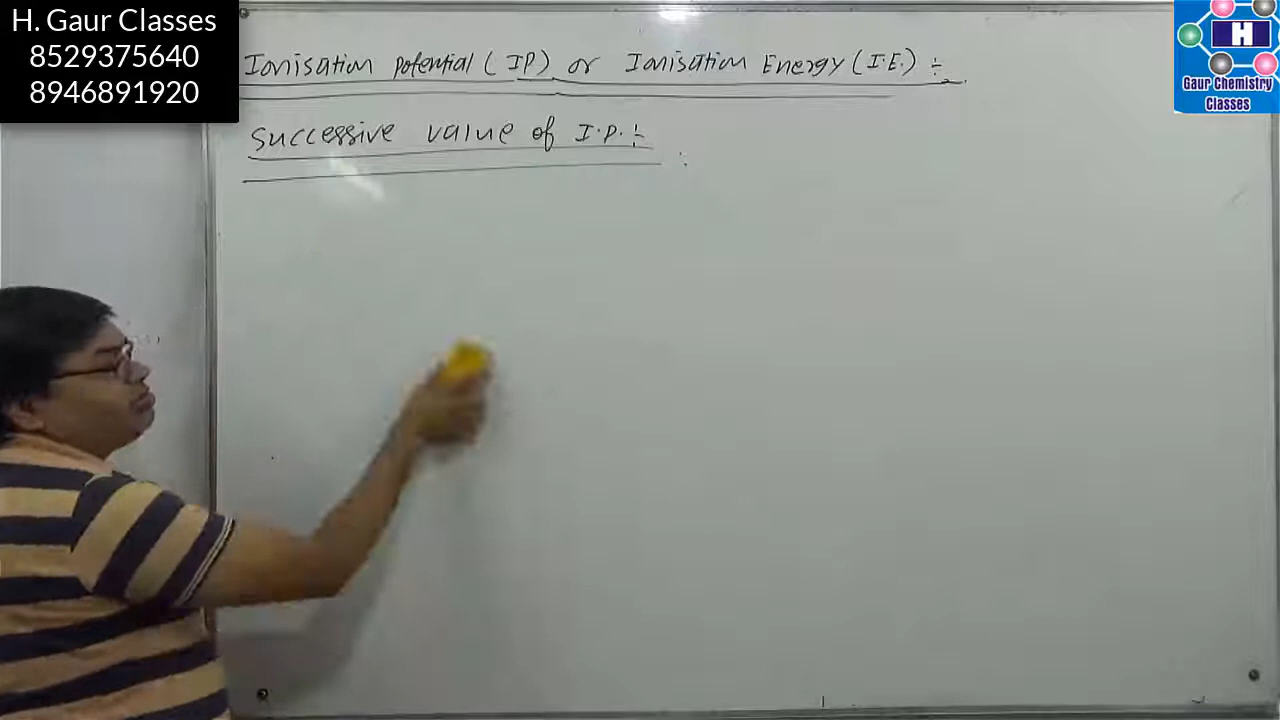 H. Gaur Classes
8529375640
8946891920
Ionisation Potential (IP) or Ionisation Energy (I.E.) ÷
Successive value of I.P. ÷
H
Gaur Chemistry
Classes